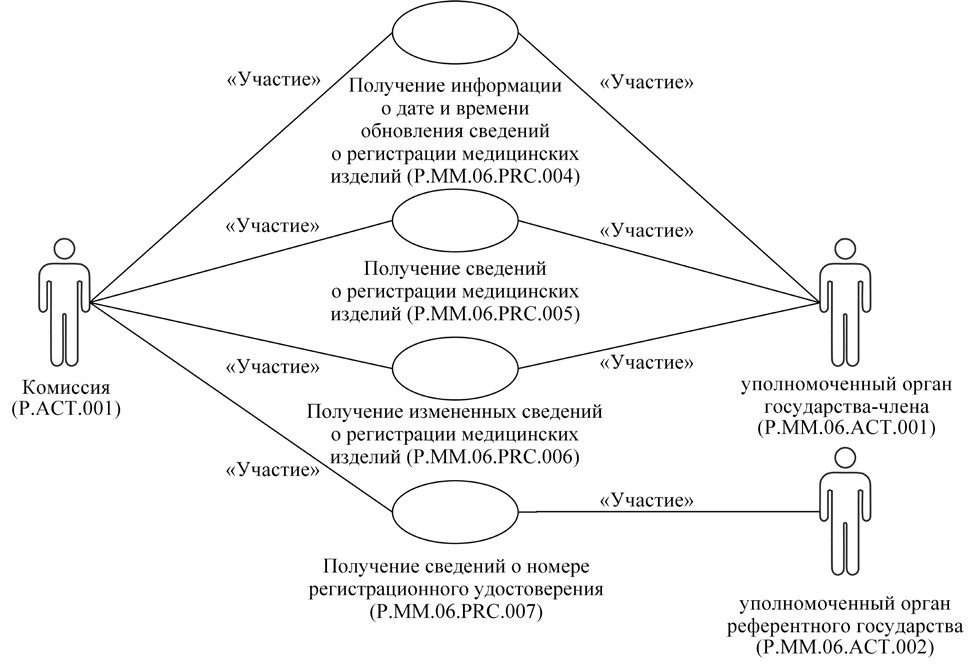 «Участие»
«Участие»
Получение информации
о дате и времени
обновления сведений
о регистрации медицинских
изделий (P.MM.06.PRC.004)
«Участие»
«Участие»
Получение сведений
о регистрации медицинских
изделий (P.MM.06.PRC.005)
«Участие»
«Участие»
Комиссия
(P.ACT.001)
уполномоченный орган
государства-члена
(P.MM.06.ACT.001)
Получение измененных сведений
о регистрации медицинских
изделий (P.MM.06.PRC.006)
«Участие»
«Участие»
Получение сведений о номере
регистрационного удостоверения
(P.MM.06.PRC.007)
уполномоченный орган
референтного государства
(P.MM.06.ACT.002)